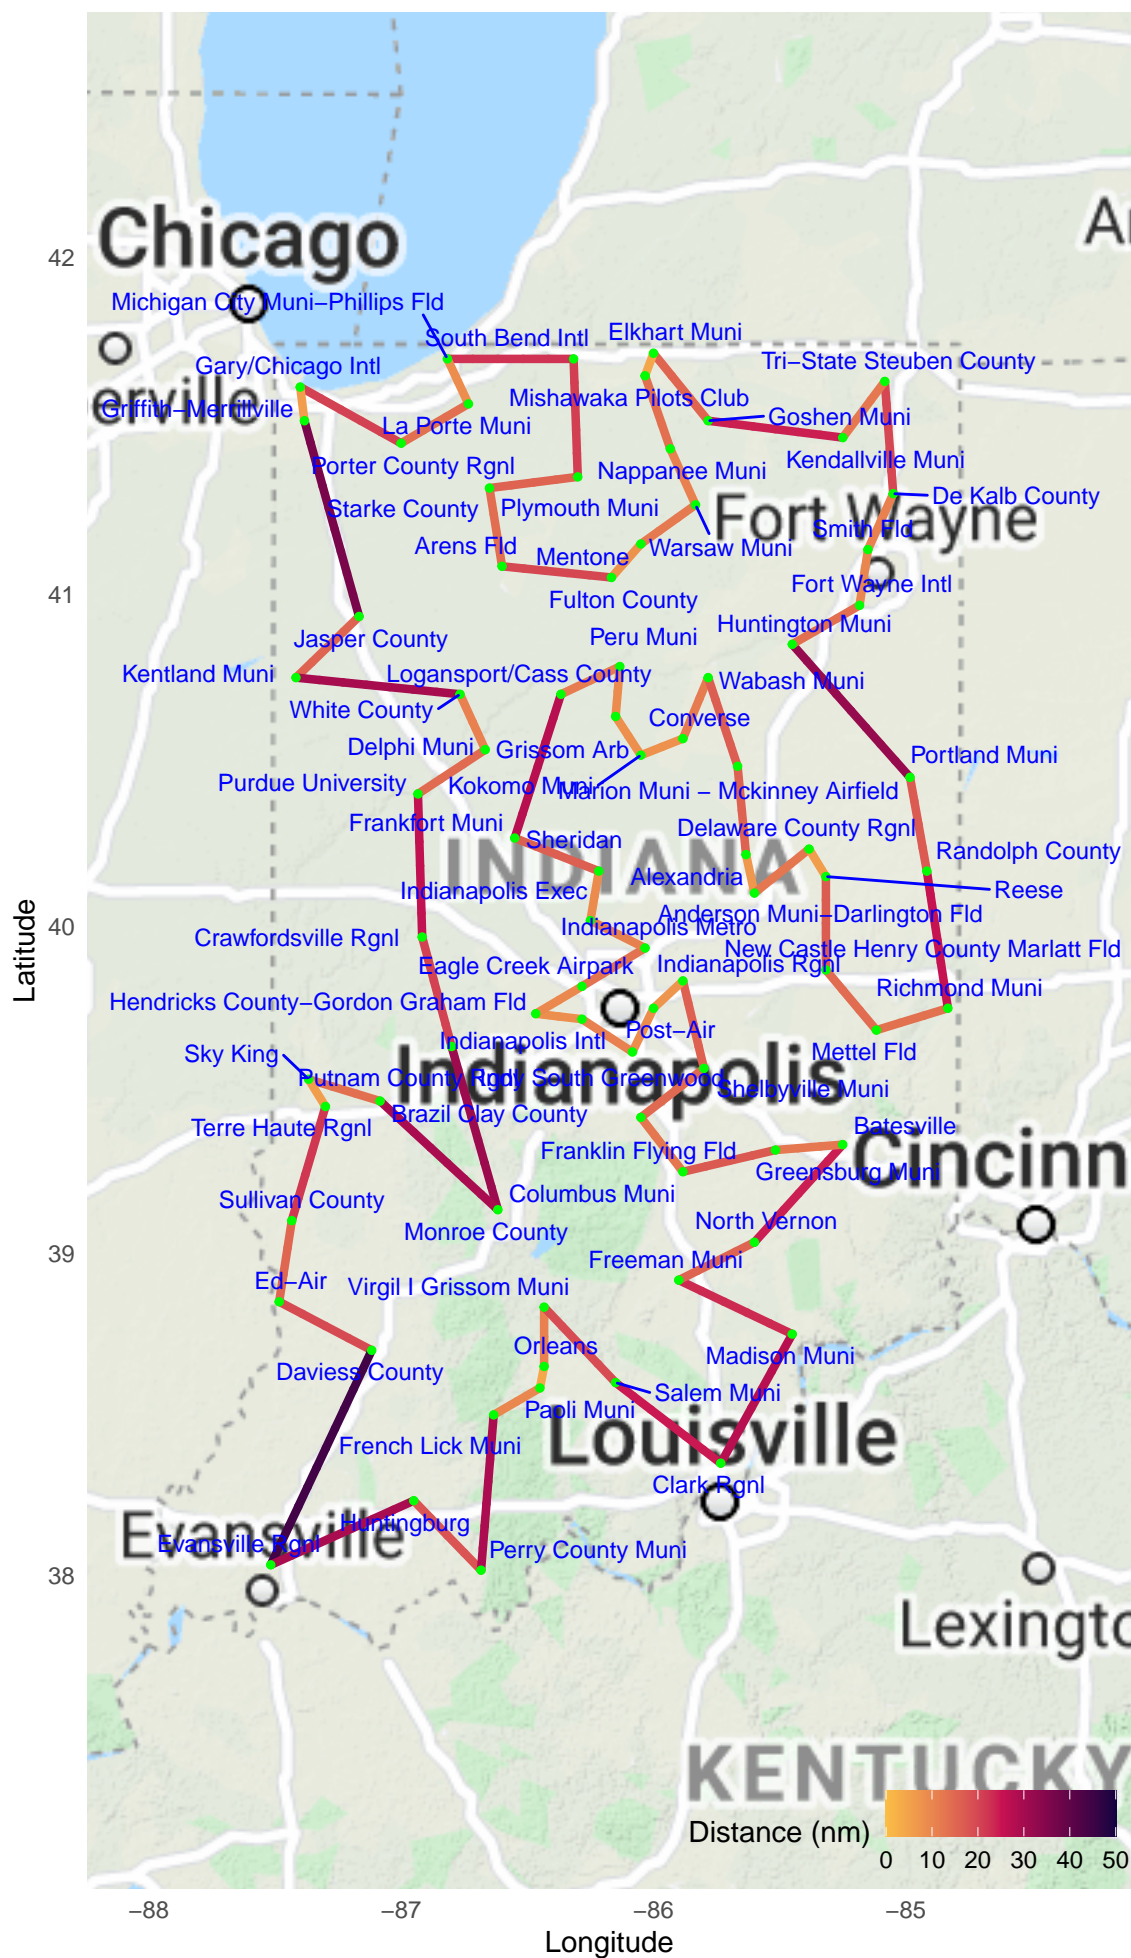 42
Chicago
Ar
Michigan City Muni−Phillips Fld
South Bend Intl
Elkhart Muni
Gary/Chicago Intl
Tri−State Steuben County
erville
Griffith−Merrillville
Mishawaka Pilots Club
Goshen Muni
La Porte Muni
Porter County Rgnl
Nappanee Muni
Kendallville Muni
Starke County
Plymouth Muni
De Kalb County
Fort Wayne
Smith Fld
Arens Fld
Mentone
Warsaw Muni
41
Fulton County
Fort Wayne Intl
Jasper County
Peru Muni
Huntington Muni
Kentland Muni
Logansport/Cass County
Wabash Muni
White County
Converse
Delphi Muni
Grissom Arb
Portland Muni
Purdue University
Kokomo Muni
Marion Muni − Mckinney Airfield
Frankfort Muni
Sheridan
Delaware County Rgnl
Randolph County
INDIANA
Indianapolis Exec
Alexandria
Reese
40
Anderson Muni−Darlington Fld
Crawfordsville Rgnl
Indianapolis Metro
New Castle Henry County Marlatt Fld
Eagle Creek Airpark
Indianapolis Rgnl
Richmond Muni
Hendricks County−Gordon Graham Fld
Indianapolis Intl
Post−Air
Mettel Fld
Sky King
Indianapolis
Putnam County Rgnl
Indy South Greenwood
Shelbyville Muni
Terre Haute Rgnl
Brazil Clay County
Franklin Flying Fld
Batesville
Greensburg Muni
Cincinn
Sullivan County
Columbus Muni
Monroe County
North Vernon
39
Ed−Air
Virgil I Grissom Muni
Freeman Muni
Orleans
Madison Muni
Daviess County
Salem Muni
Paoli Muni
French Lick Muni
Louisville
Clark Rgnl
Evansville
Evansville Rgnl
Huntingburg
Perry County Muni
38
Lexingto
KENTUCKY
Distance (nm)
0 10 20 30 40 50
−88 −87 −86 −85
Longitude
Latitude